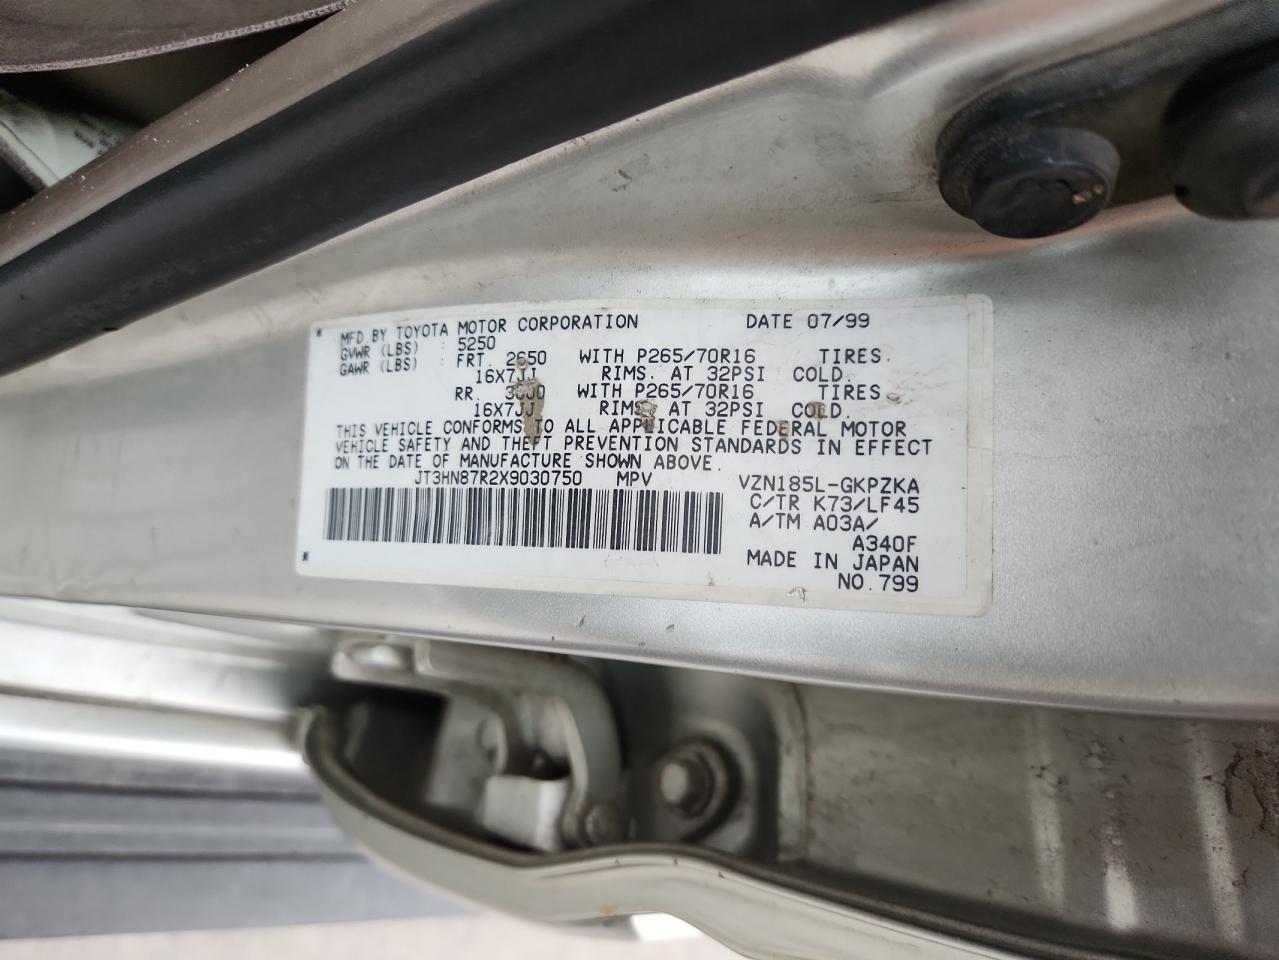 MFD.BY TOYOTA MOTOR CORPORATION DATE 07/99
GVWR (LBS) : 5250
GAWR (LBS) : FRT. 2650 WITH P265/70R16 TIRES.
16X7JJ RIMS. AT 32PSI COLD.
RR. 3000 WITH P265/70R16 TIRES.
16X7JJ RIMS. AT 32PSI COLD.
THIS VEHICLE CONFORMS TO ALL APPLICABLE FEDERAL MOTOR
VEHICLE SAFETY AND THEFT PREVENTION STANDARDS IN EFFECT
ON THE DATE OF MANUFACTURE SHOWN ABOVE.
JT3HN87R2X9030750 MPV VZN185L-GKPZKA
C/TR K73/LF45
A/TM A03A/
A340F
MADE IN JAPAN
NO.799